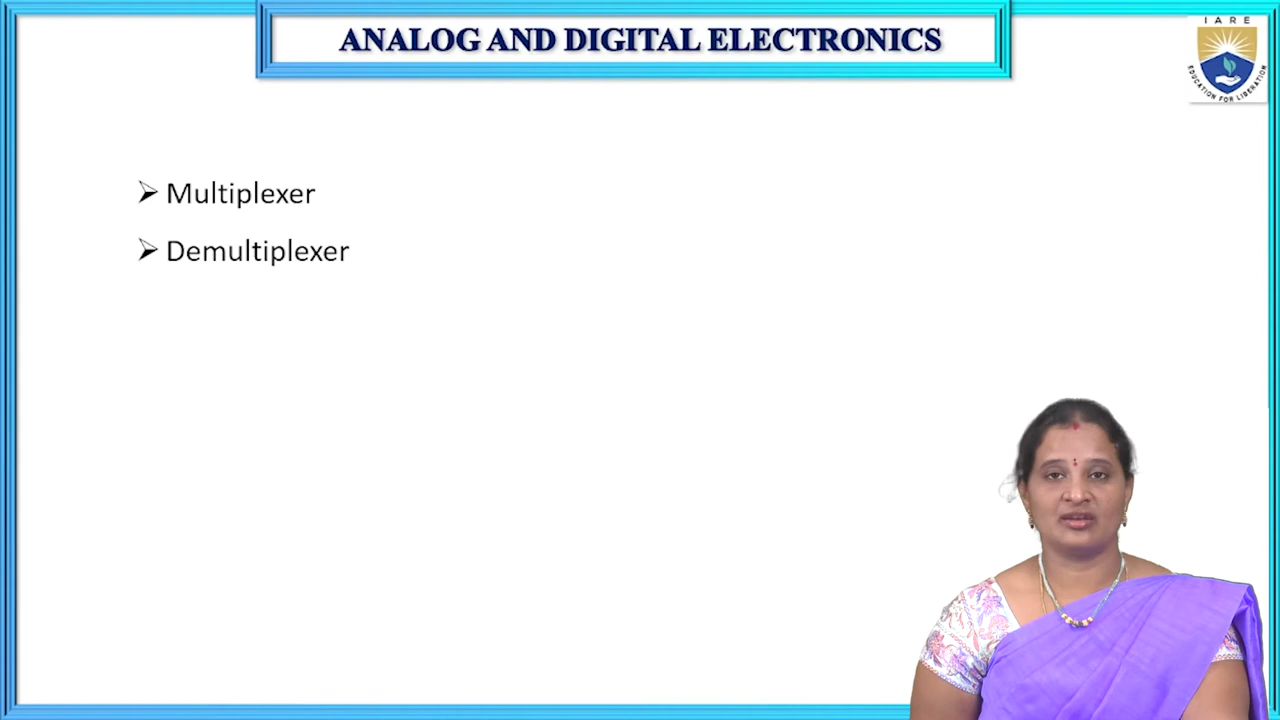 ANALOG AND DIGITAL ELECTRONICS
IARE
EDUCATION FOR LIBERATION
Multiplexer
Demultiplexer